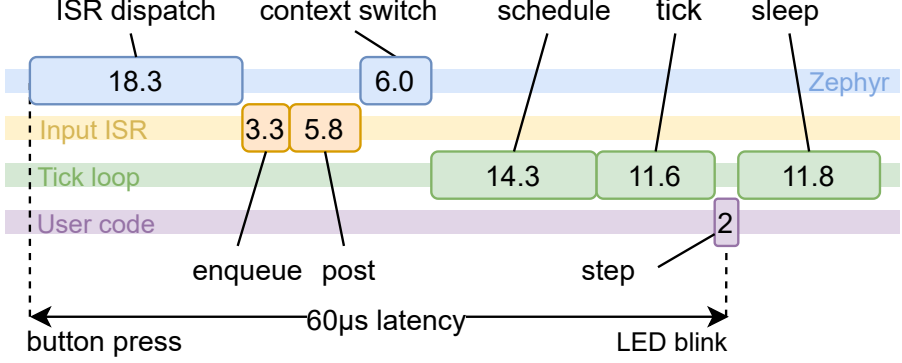 ISR dispatch context switch schedule tick sleep
18.3 6.0 Zephyr
Input ISR 3.3 5.8
Tick loop 14.3 11.6 11.8
User code 2
enqueue post step
60µs latency
button press LED blink